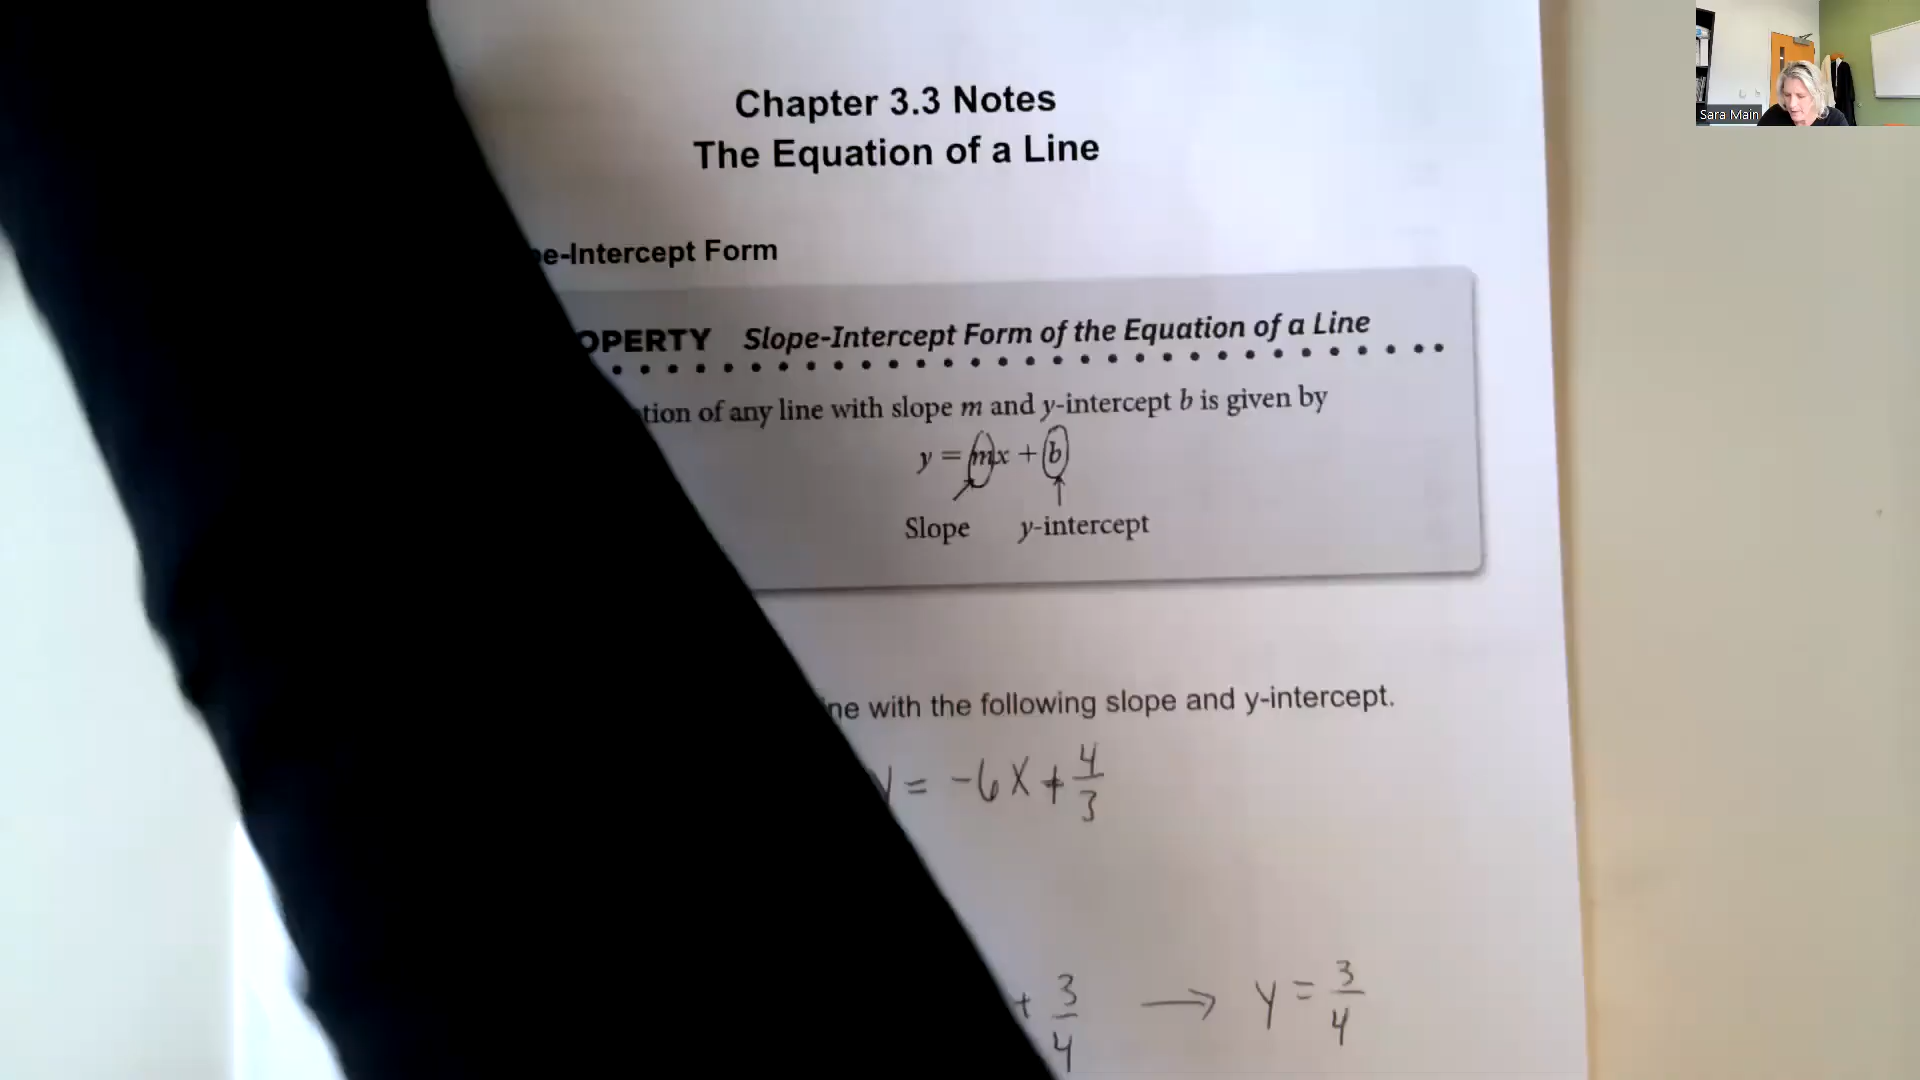 Chapter 3.3 Notes
The Equation of a Line
Sara Main
e-Intercept Form
OPERTY Slope-Intercept Form of the Equation of a Line
tion of any line with slope m and y-intercept b is given by
y = mx + b
Slope y-intercept
ne with the following slope and y-intercept.
y = -6x + 4/3
+ 3/4 → y = 3/4